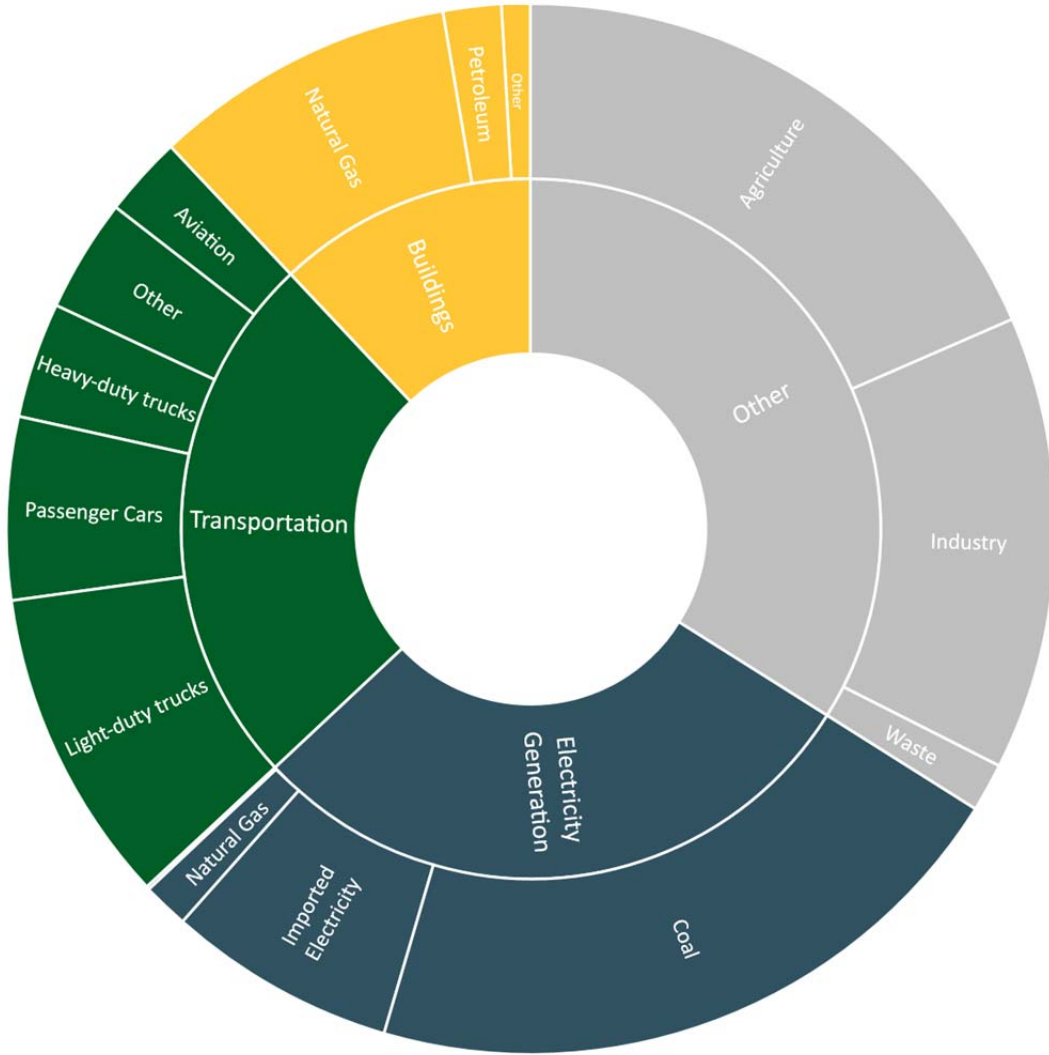 Natural Gas
Petroleum
Other
Agriculture
Aviation
Buildings
Other
Other
Heavy-duty trucks
Passenger Cars
Transportation
Industry
Light-duty trucks
Electricity
Generation
Waste
Natural Gas
Imported
Electricity
Coal